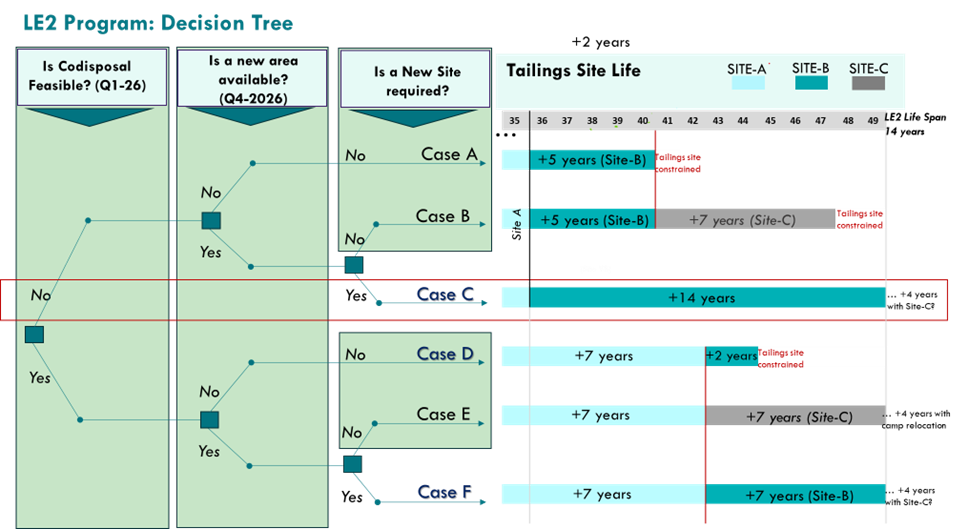 LE2 Program: Decision Tree
+2 years
Is Codisposal
Feasible? (Q1-26)
Is a new area
available?
(Q4-2026)
Is a New Site
required?
Tailings Site Life
SITE-A
SITE-B
SITE-C
35 36 37 38 39 40 41 42 43 44 45 46 47 48 49
LE2 Life Span
14 years
...
No
Case A
+5 years (Site-B)
Tailings site
constrained
No
Yes
No
Case B
Site A
+5 years (Site-B)
+7 years (Site-C)
Tailings site
constrained
No
Yes
Case C
+14 years
... +4 years
with Site-C?
Yes
No
Case D
+7 years
+2 years
Tailings site
constrained
No
Yes
No
Case E
+7 years
+7 years (Site-C)
... +4 years with
camp relocation
Yes
Case F
+7 years
+7 years (Site-B)
... +4 years
with Site-C?